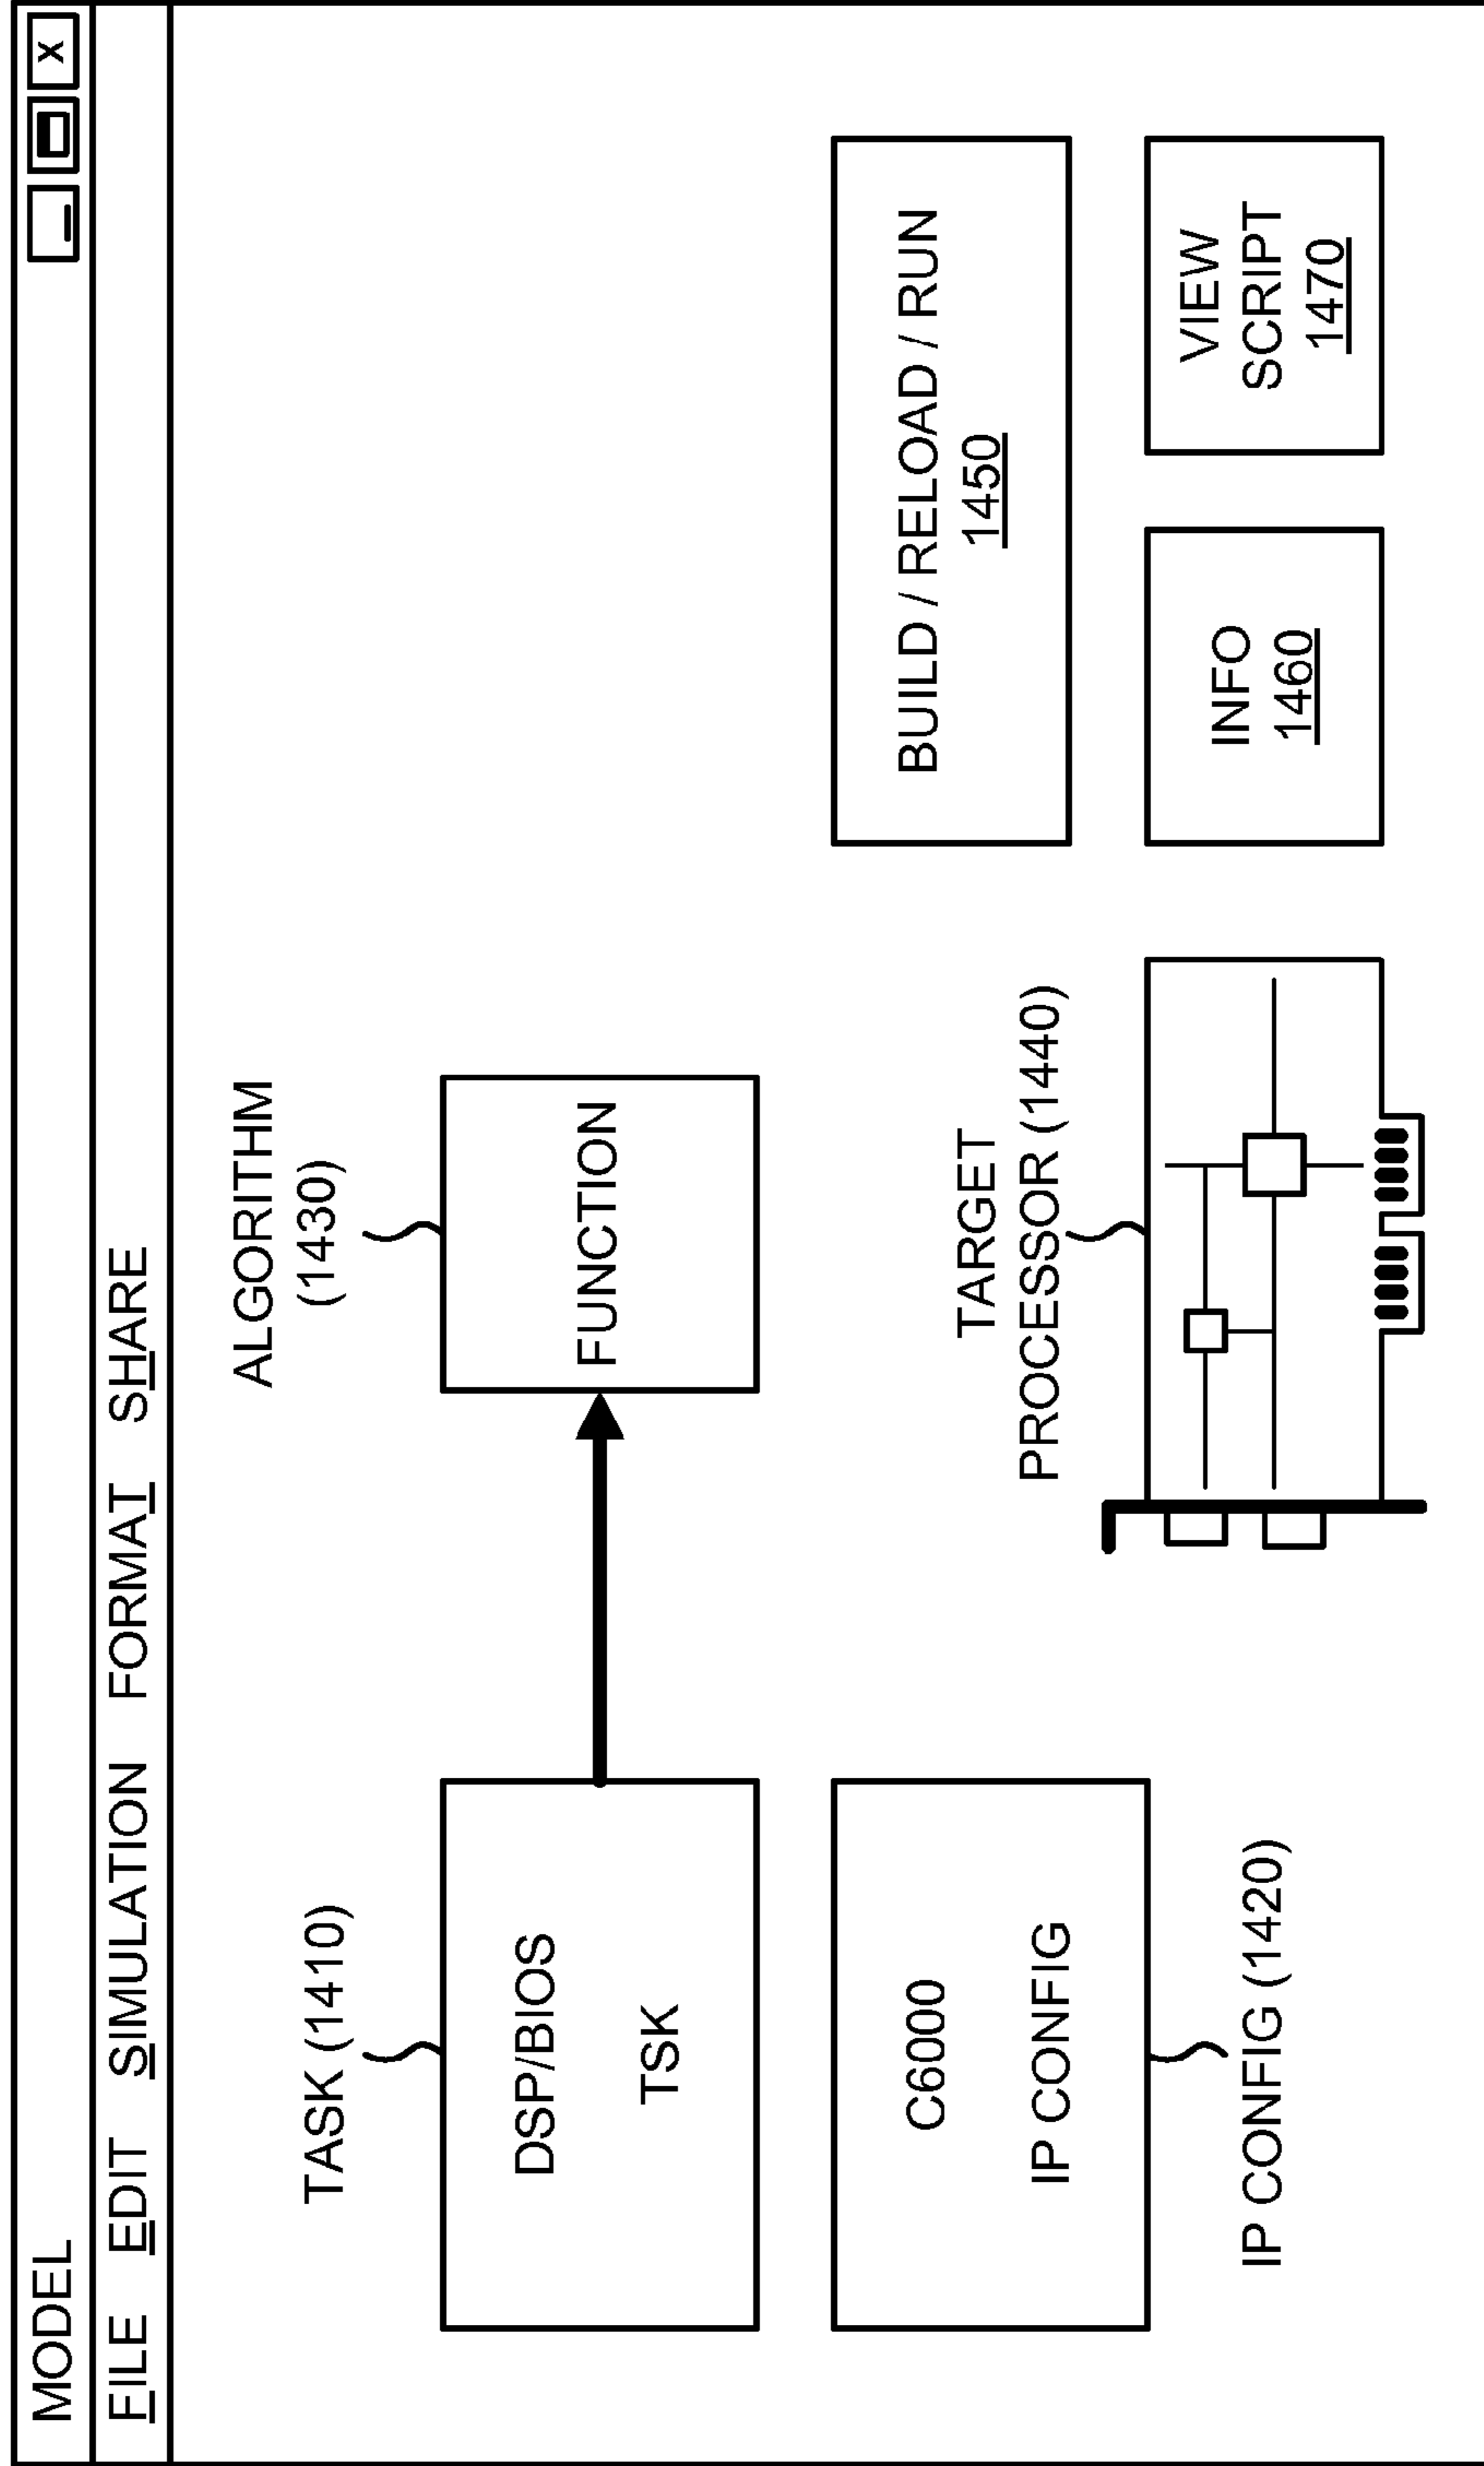 MODEL
X
FILE EDIT SIMULATION FORMAT SHARE
TASK (1410)
ALGORITHM
(1430)
DSP/BIOS
TSK
FUNCTION
C6000
IP CONFIG
IP CONFIG (1420)
TARGET
PROCESSOR (1440)
BUILD / RELOAD / RUN
1450
INFO
1460
VIEW
SCRIPT
1470